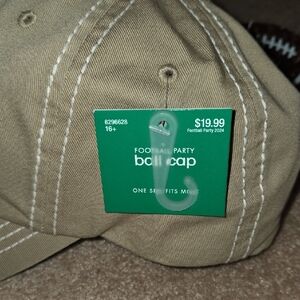 6296628
16+
$19.99
Football Party 2024
FOOTBALL PARTY
ball cap
ONE SIZE FITS MOST